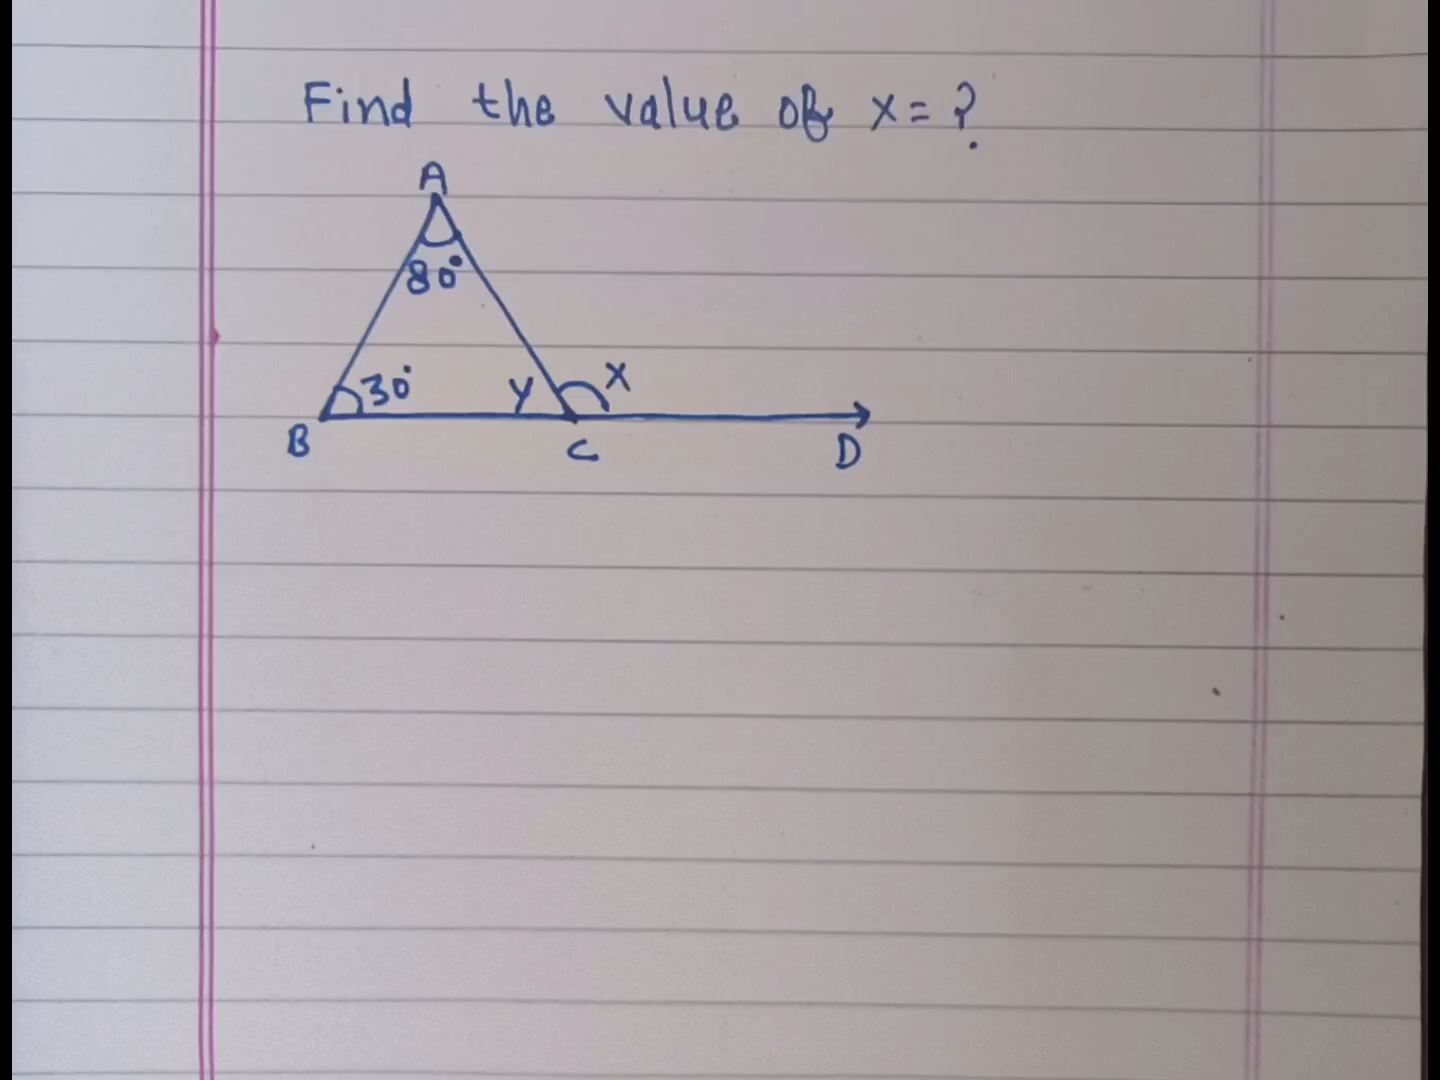 Find the value of x = ?
A
80°
30° y x
B C D